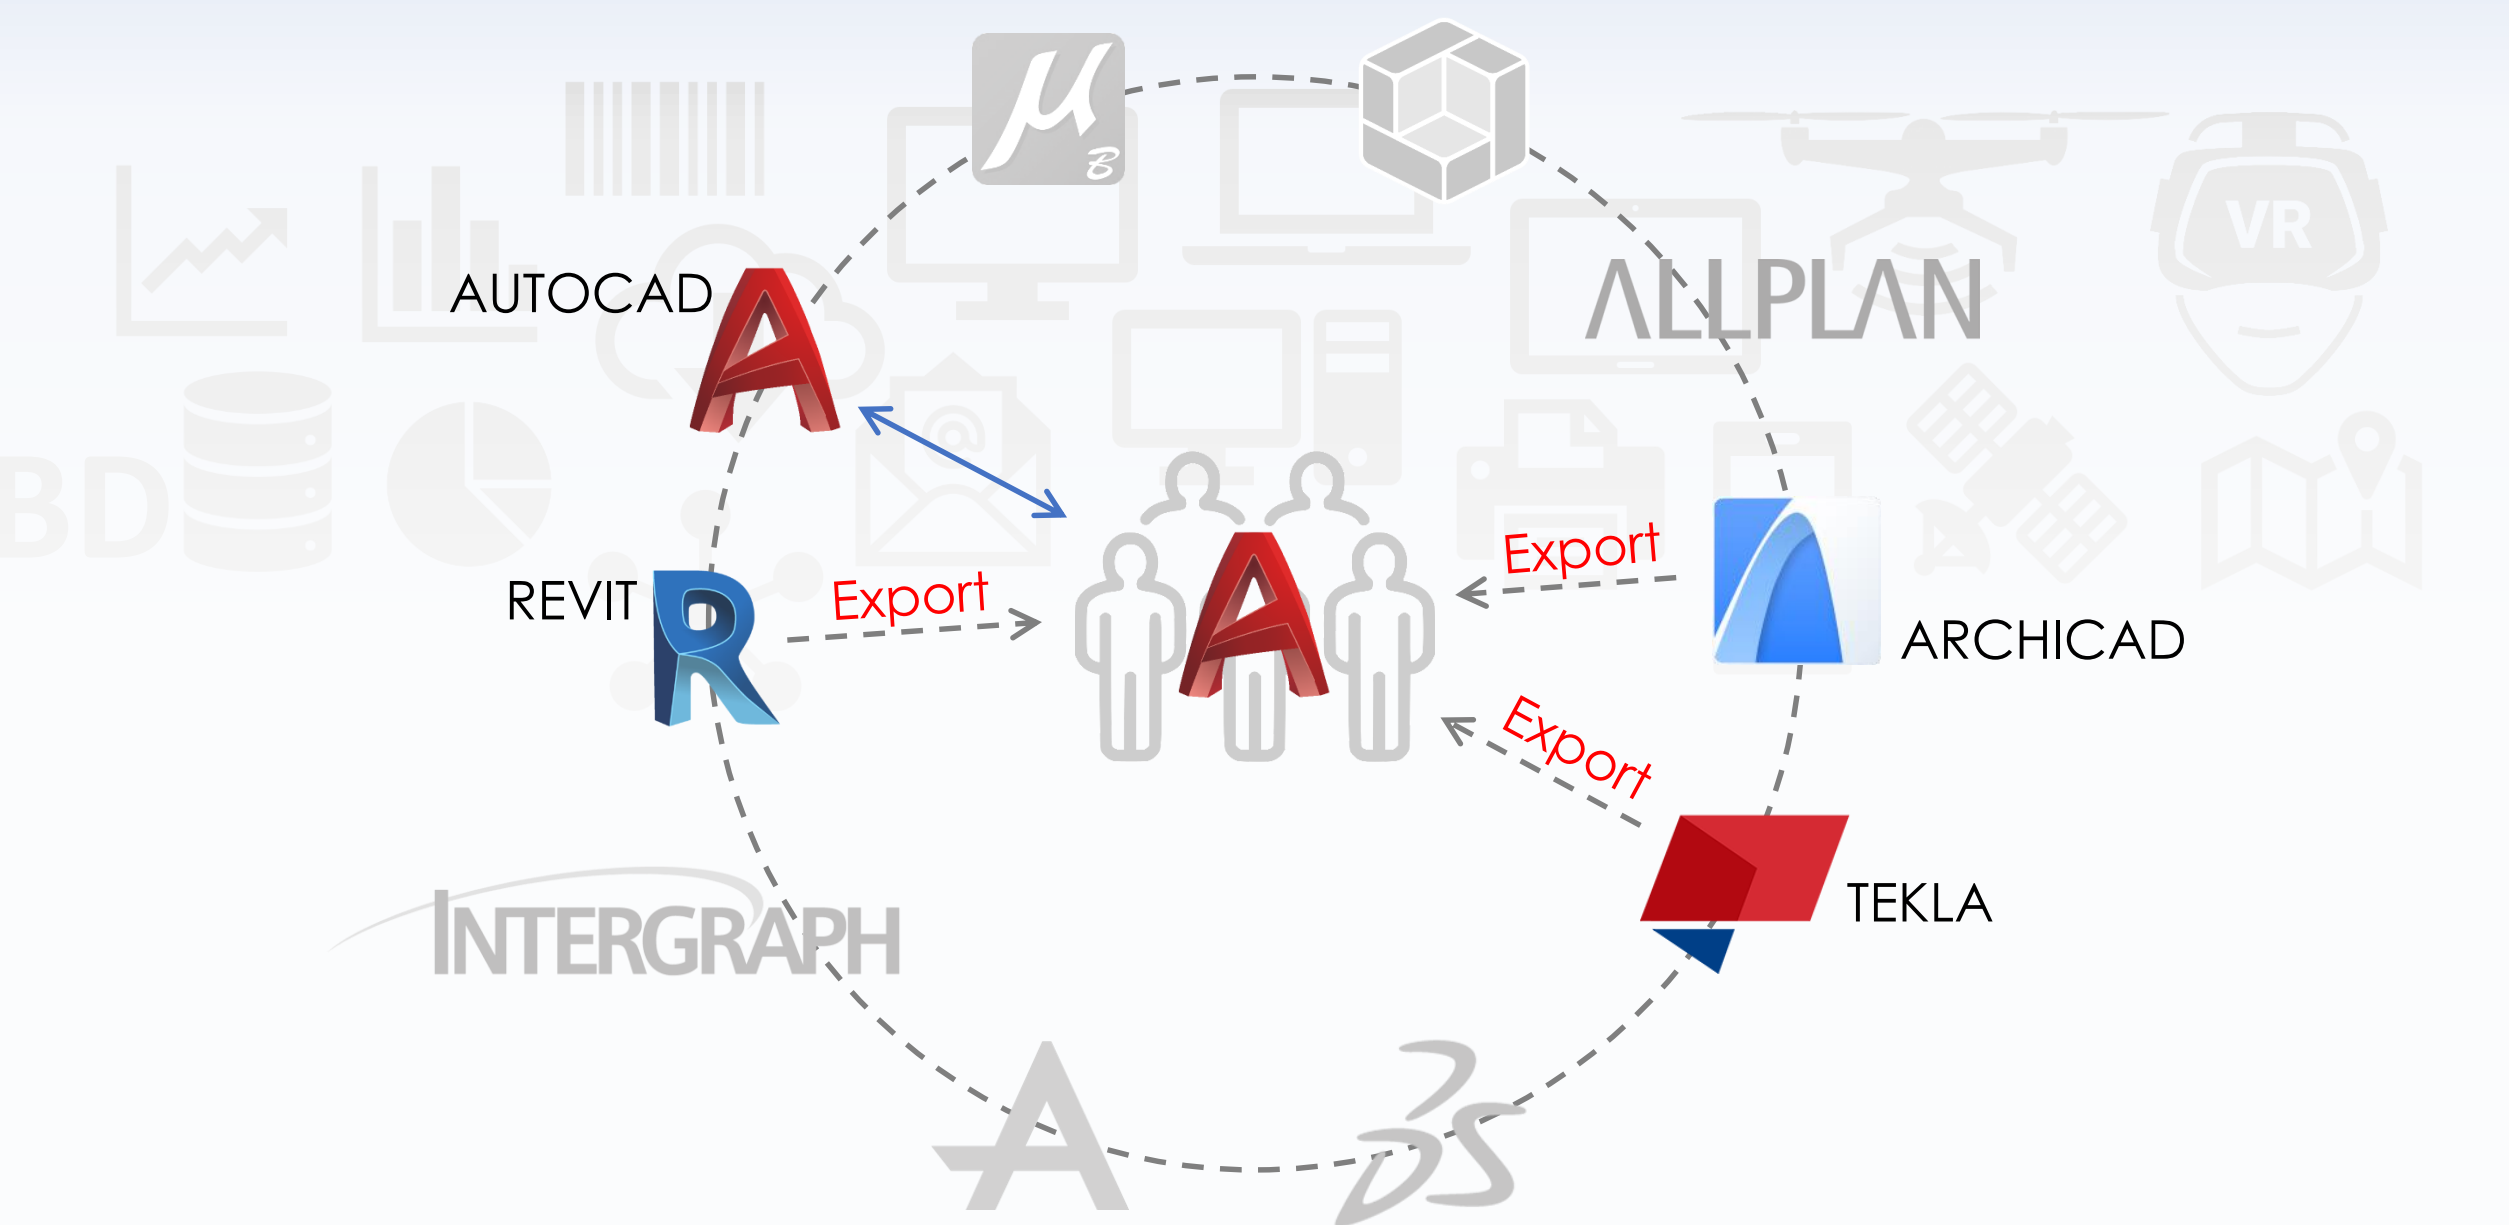 µ
B
VR
AUTOCAD
ALLPLAN
BD
@
REVIT
Export
Export
ARCHICAD
Export
TEKLA
INTERGRAPH